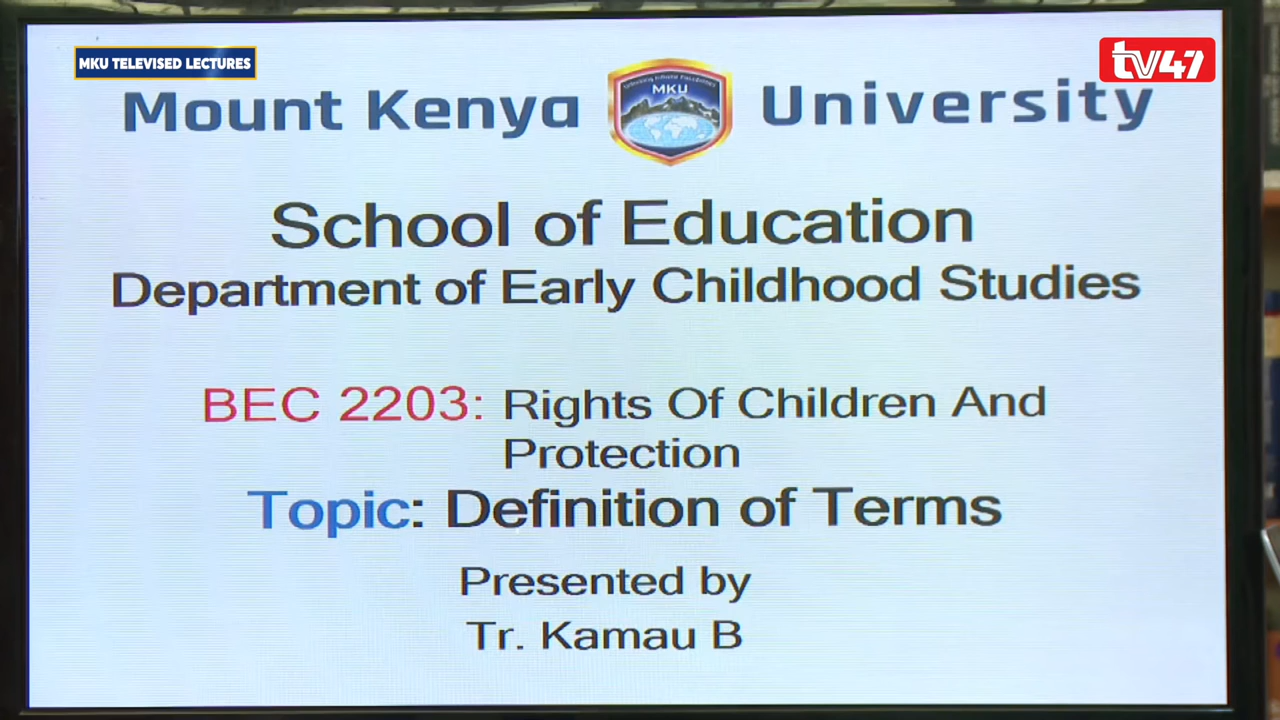 MKU TELEVISED LECTURES
tv47
Mount Kenya University
MKU
School of Education
Department of Early Childhood Studies
BEC 2203: Rights Of Children And
Protection
Topic: Definition of Terms
Presented by
Tr. Kamau B